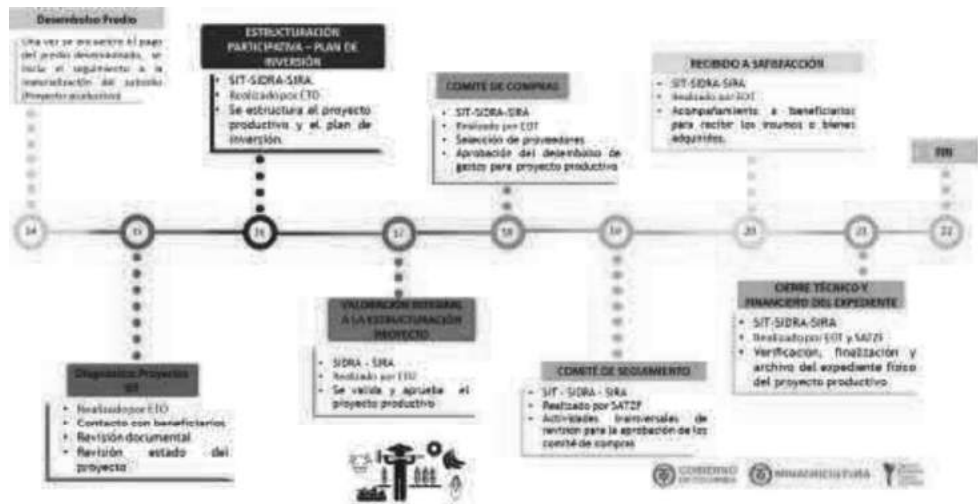 Desembolso Predio
Una vez se encuentre el pago
del predio desembolsado, se
inicia el seguimiento a la
materialización del subsidio
(Proyecto productivo)
ESTRUCTURACIÓN
PARTICIPATIVA – PLAN DE
INVERSIÓN
• SIT-SIDRA-SIRA.
• Realizado por ETO
• Se estructura el proyecto
productivo y el plan de
inversión.
COMITÉ DE COMPRAS
• SIT-SIDRA-SIRA
• Realizado por EOT
• Selección de proveedores
• Aprobación del desembolso de
gastos para proyecto productivo
RECIBIDO A SATISFACCIÓN
• SIT-SIDRA-SIRA
• Realizado por EOT
• Acompañamiento a beneficiarios
para recibir los insumos o bienes
adquiridos.
FIN
14 15 16 17 18 19 20 21 22
Diagnóstico Proyecto
• Realizado por ETO
• Contacto con beneficiarios
• Revisión documental
• Revisión estado del
proyecto
VALORACIÓN INTEGRAL
A LA ESTRUCTURACIÓN
PROYECTO
• SIDRA - SIRA
• Realizado por
• Se valida y aprueba el
proyecto productivo
COMITÉ DE SEGUIMIENTO
• SIT - SIDRA - SIRA
• Realizado por SATZF
• Actividades transversales de
revisión para la aprobación de los
comité de compras
CIERRE TÉCNICO Y
FINANCIERO DEL EXPEDIENTE
• SIT-SIDRA-SIRA
• Realizado por EOT y SATZF
• Verificación, finalización y
archivo del expediente físico
del proyecto productivo
GOBIERNO
DE COLOMBIA
MINAGRICULTURA